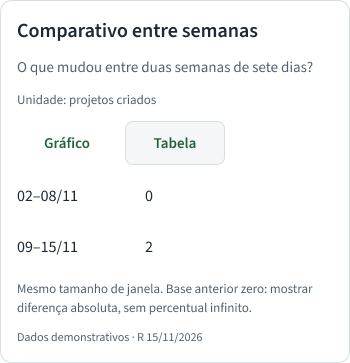 Comparativo entre semanas
O que mudou entre duas semanas de sete dias?
Unidade: projetos criados
Gráfico Tabela
02–08/11 0
09–15/11 2
Mesmo tamanho de janela. Base anterior zero: mostrar
diferença absoluta, sem percentual infinito.
Dados demonstrativos · R 15/11/2026